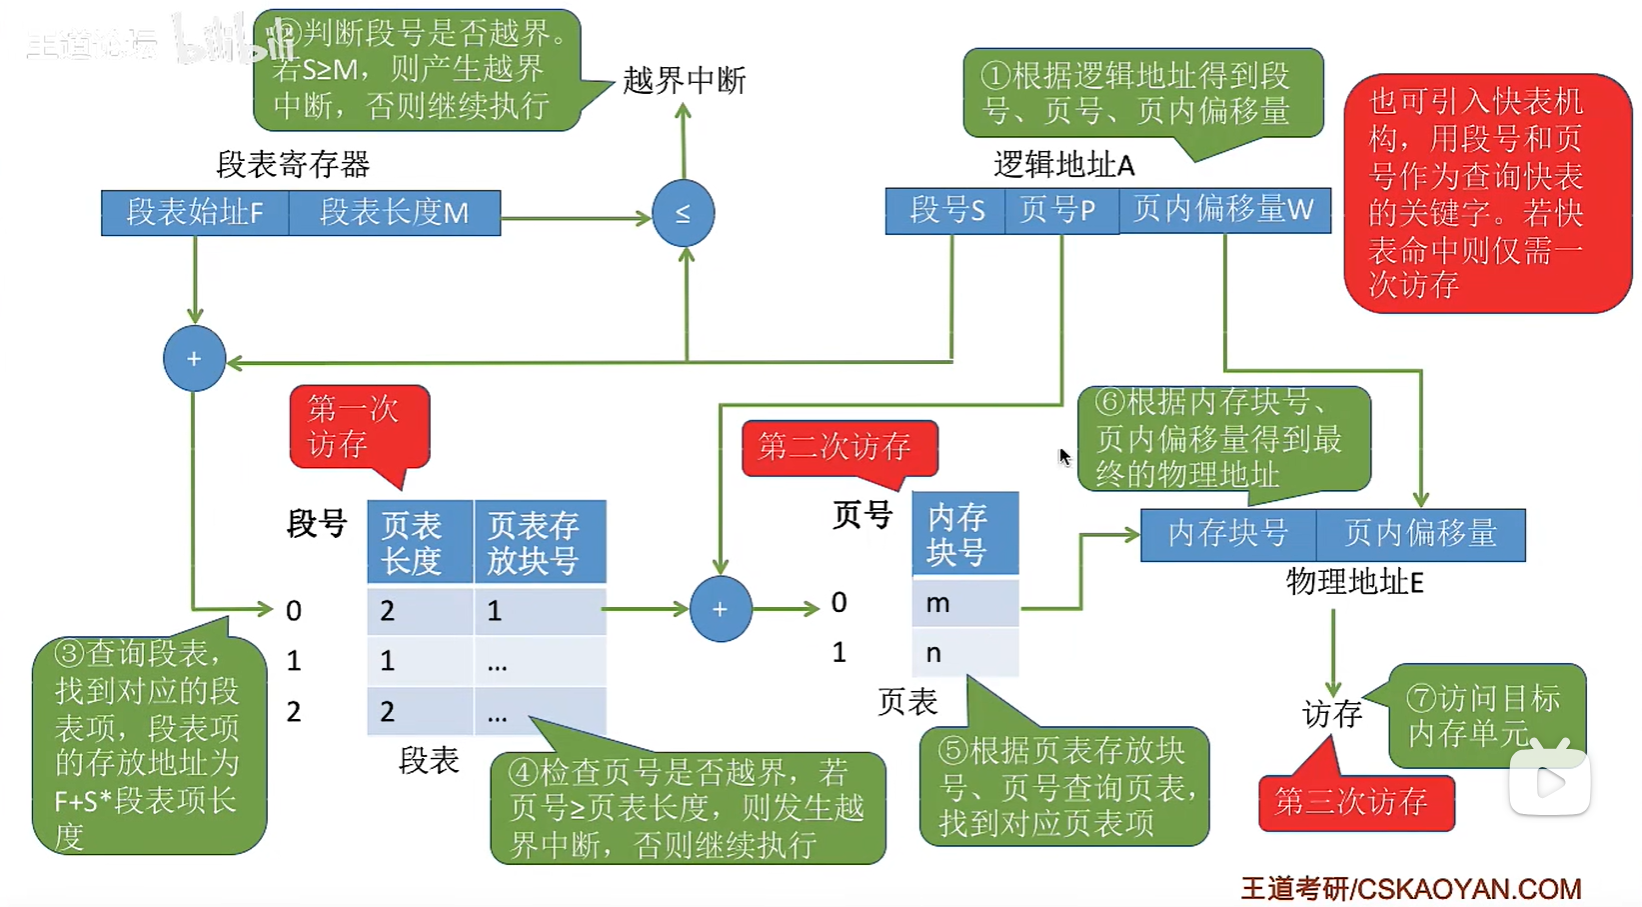 王道论坛 bilibili
②判断段号是否越界。
若S≥M，则产生越界
中断，否则继续执行
越界中断
①根据逻辑地址得到段
号、页号、页内偏移量
也可引入快表机
构，用段号和页
号作为查询快表
的关键字。若快
表命中则仅需一
次访存
段表寄存器
段表始址F 段表长度M
≤
逻辑地址A
段号S 页号P 页内偏移量W
+
第一次
访存
第二次访存
⑥根据内存块号、
页内偏移量得到最
终的物理地址
段号
页表
长度
页表存
放块号
0 2 1
1 1 ...
2 2 ...
段表
+
页号
内存
块号
0 m
1 n
页表
内存块号 页内偏移量
物理地址E
访存
③查询段表，
找到对应的段
表项，段表项
的存放地址为
F+S*段表项长
度
④检查页号是否越界，若
页号≥页表长度，则发生越
界中断，否则继续执行
⑤根据页表存放块
号、页号查询页表，
找到对应页表项
⑦访问目标
内存单元
第三次访存
王道考研/CSKAOYAN.COM